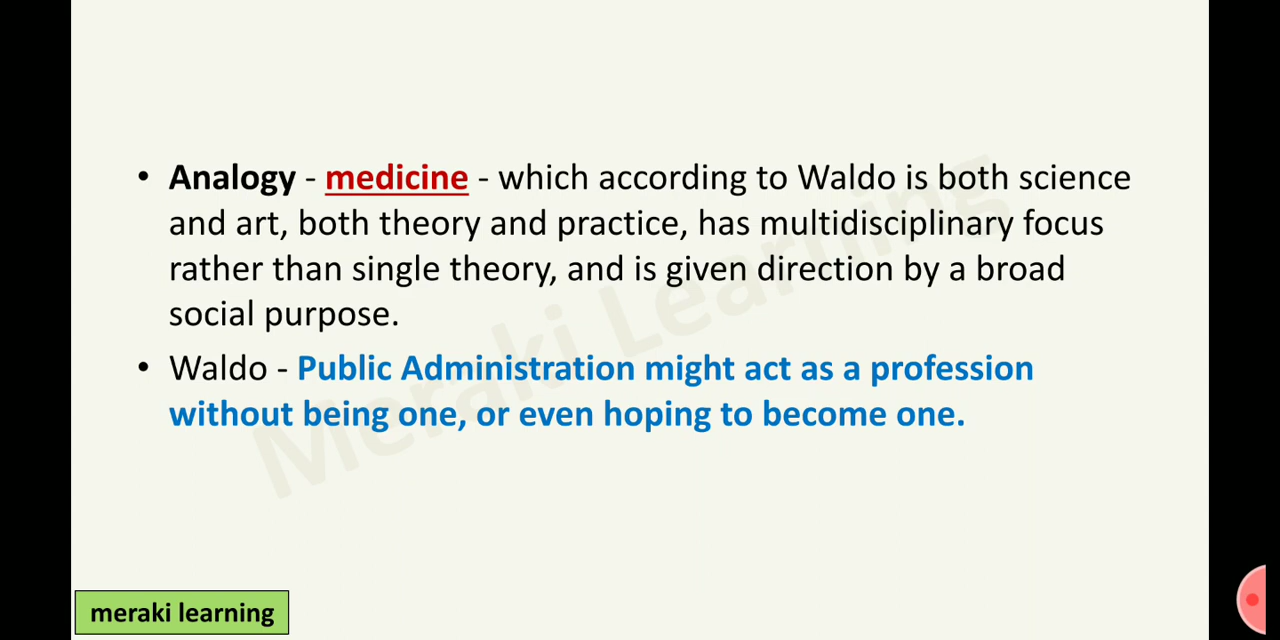 • Analogy - medicine - which according to Waldo is both science
and art, both theory and practice, has multidisciplinary focus
rather than single theory, and is given direction by a broad
social purpose.
• Waldo - Public Administration might act as a profession
without being one, or even hoping to become one.
Meraki Learning
meraki learning